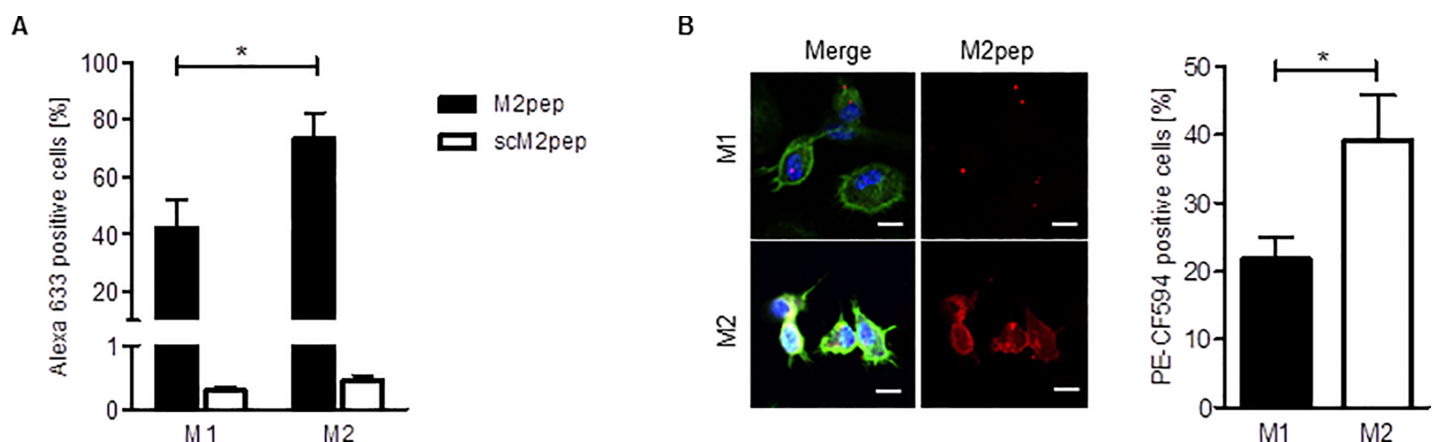 A
Alexa 633 positive cells [%]
100
80
60
40
20
1
0
*
M1
M2
M2pep
scM2pep
B
Merge
M2pep
M1
M2
PE-CF594 positive cells [%]
50
40
30
20
10
0
*
M1
M2